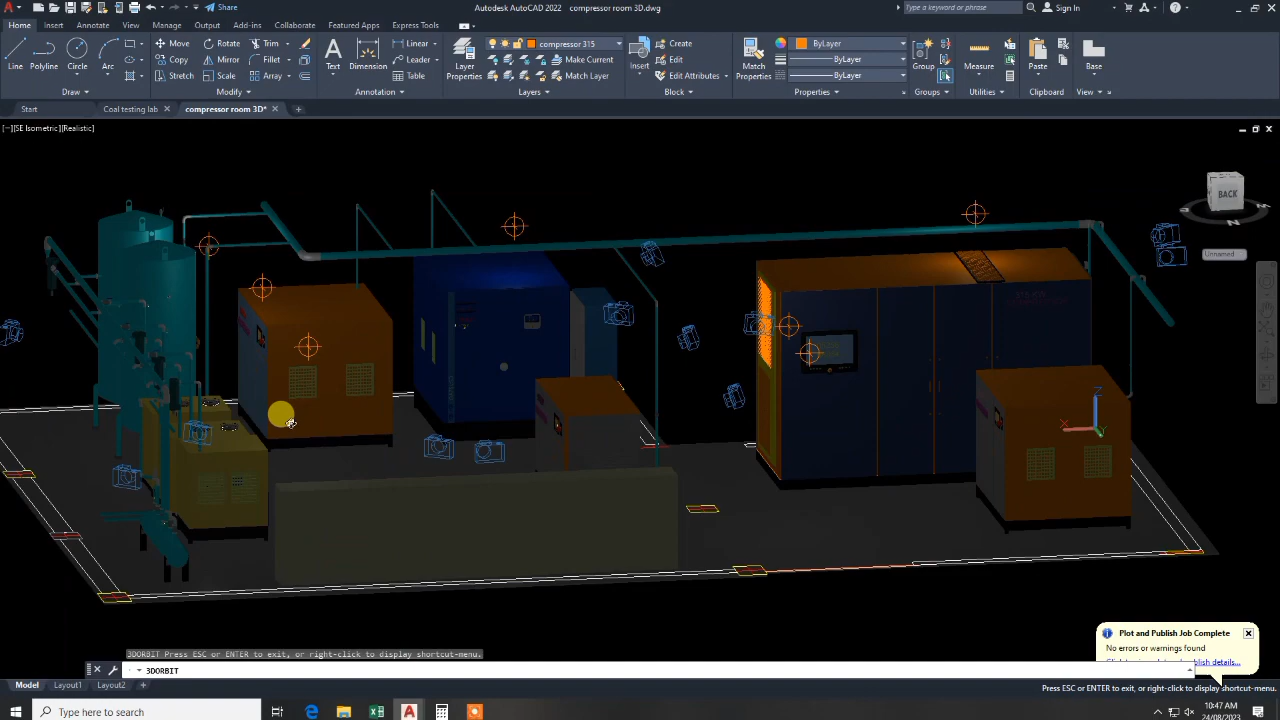 Share
Autodesk AutoCAD 2022 compressor room 3D.dwg
Type a keyword or phrase
Sign In
Home Insert Annotate View Manage Output Add-ins Collaborate Featured Apps Express Tools
Move Rotate Trim
Copy Mirror Fillet
Stretch Scale Array
Line Polyline Circle Arc
Text Dimension
Linear
Leader
Table
Layer Properties
compressor 315
Make Current
Match Layer
Insert
Create
Edit
Edit Attributes
Match Properties
ByLayer
ByLayer
ByLayer
Group
Measure
Paste
Base
Draw Modify Annotation Layers Block Properties Groups Utilities Clipboard View
Start Coal testing lab compressor room 3D*
[−][SE Isometric][Realistic]
BACK
Unnamed
Z
X
Y
Plot and Publish Job Complete
No errors or warnings found
3DORBIT Press ESC or ENTER to exit, or right-click to display shortcut-menu.
3DORBIT
Model Layout1 Layout2
Press ESC or ENTER to exit, or right-click to display shortcut-menu.
Type here to search
10:47 AM
24/08/2023